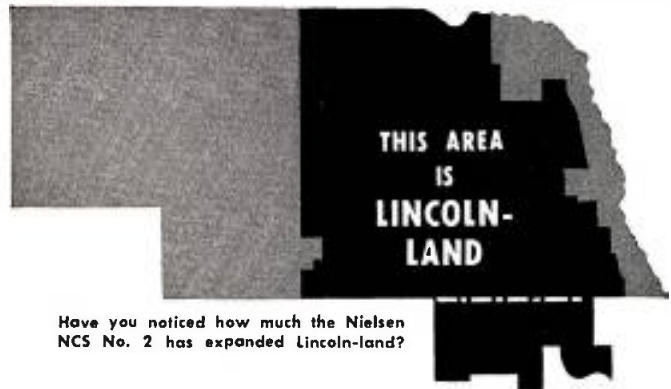 THIS AREA
IS
LINCOLN-
LAND
Have you noticed how much the Nielsen
NCS No. 2 has expanded Lincoln-land?